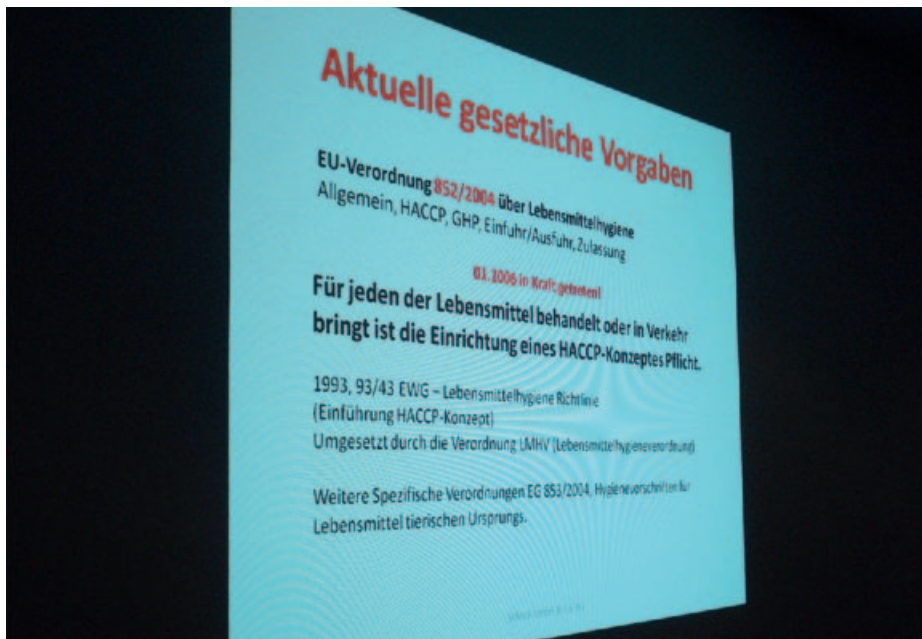 Aktuelle gesetzliche Vorgaben
EU-Verordnung 852/2004 über Lebensmittelhygiene
Allgemein, HACCP, GHP, Einfuhr/Ausfuhr, Zulassung
01.2006 in Kraft getreten!
Für jeden der Lebensmittel behandelt oder in Verkehr
bringt ist die Einrichtung eines HACCP-Konzeptes Pflicht.
1993, 93/43 EWG – Lebensmittelhygiene Richtlinie
(Einführung HACCP-Konzept)
Umgesetzt durch die Verordnung LMHV (Lebensmittelhygieneverordnung)
Weitere Spezifische Verordnungen EG 853/2004, Hygienevorschriften für
Lebensmittel tierischen Ursprungs.